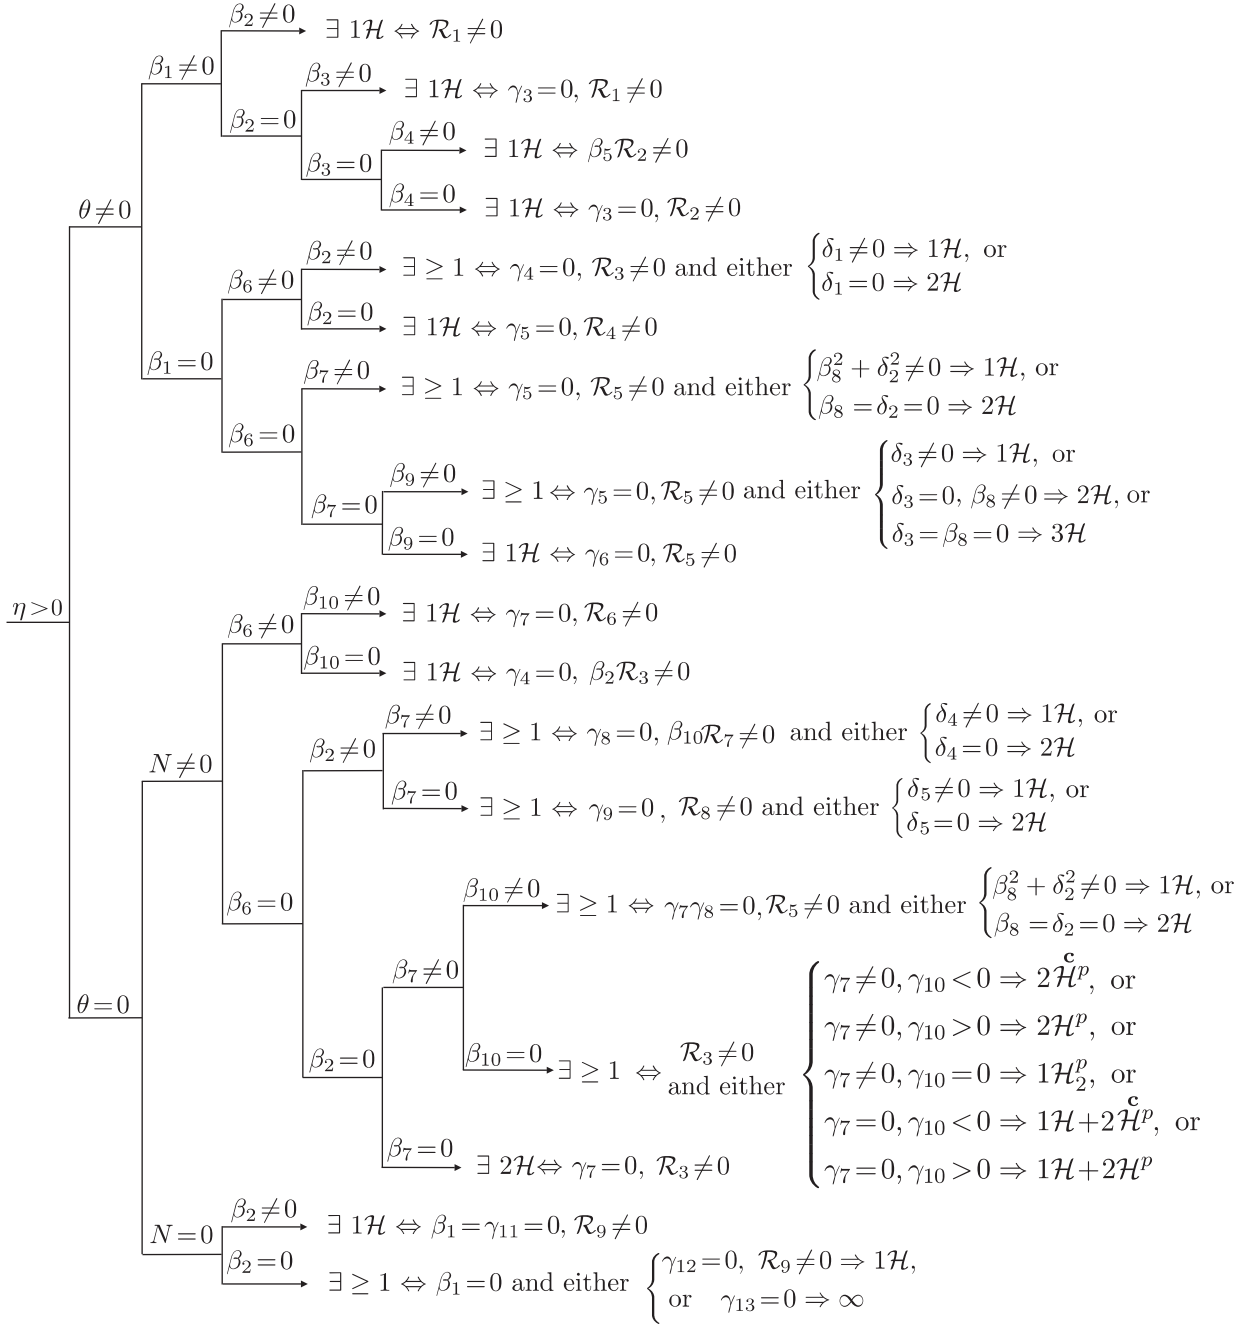 β₂≠0
∃ 1ℋ ⇔ ℛ₁≠0
β₁≠0
β₃≠0
∃ 1ℋ ⇔ γ₃=0, ℛ₁≠0
β₂=0
β₄≠0
∃ 1ℋ ⇔ β₅ℛ₂≠0
β₃=0
β₄=0
∃ 1ℋ ⇔ γ₃=0, ℛ₂≠0
θ≠0
β₂≠0
∃ ≥ 1 ⇔ γ₄=0, ℛ₃≠0 and either
δ₁≠0 ⇒ 1ℋ, or
δ₁=0 ⇒ 2ℋ
β₆≠0
β₂=0
∃ 1ℋ ⇔ γ₅=0, ℛ₄≠0
β₁=0
β₇≠0
∃ ≥ 1 ⇔ γ₅=0, ℛ₅≠0 and either
β₈² + δ₂²≠0 ⇒ 1ℋ, or
β₈=δ₂=0 ⇒ 2ℋ
β₆=0
β₉≠0
∃ ≥ 1 ⇔ γ₅=0, ℛ₅≠0 and either
δ₃≠0 ⇒ 1ℋ, or
δ₃=0, β₈≠0 ⇒ 2ℋ, or
δ₃=β₈=0 ⇒ 3ℋ
β₇=0
β₉=0
∃ 1ℋ ⇔ γ₆=0, ℛ₅≠0
η>0
β₁₀≠0
∃ 1ℋ ⇔ γ₇=0, ℛ₆≠0
β₆≠0
β₁₀=0
∃ 1ℋ ⇔ γ₄=0, β₂ℛ₃≠0
β₇≠0
∃ ≥ 1 ⇔ γ₈=0, β₁₀ℛ₇≠0 and either
δ₄≠0 ⇒ 1ℋ, or
δ₄=0 ⇒ 2ℋ
β₂≠0
N≠0
β₇=0
∃ ≥ 1 ⇔ γ₉=0, ℛ₈≠0 and either
δ₅≠0 ⇒ 1ℋ, or
δ₅=0 ⇒ 2ℋ
β₆=0
β₁₀≠0
∃ ≥ 1 ⇔ γ₇γ₈=0, ℛ₅≠0 and either
β₈² + δ₂²≠0 ⇒ 1ℋ, or
β₈=δ₂=0 ⇒ 2ℋ
β₇≠0
θ=0
β₂=0
β₁₀=0
∃ ≥ 1 ⇔
ℛ₃≠0
and either
γ₇≠0, γ₁₀<0 ⇒ 2ℋ̊ᶜᵖ, or
γ₇≠0, γ₁₀>0 ⇒ 2ℋᵖ, or
γ₇≠0, γ₁₀=0 ⇒ 1ℋ₂ᵖ, or
γ₇=0, γ₁₀<0 ⇒ 1ℋ+2ℋᶜᵖ, or
γ₇=0, γ₁₀>0 ⇒ 1ℋ+2ℋᵖ
β₇=0
∃ 2ℋ ⇔ γ₇=0, ℛ₃≠0
β₂≠0
∃ 1ℋ ⇔ β₁=γ₁₁=0, ℛ₉≠0
N=0
β₂=0
∃ ≥ 1 ⇔ β₁=0 and either
γ₁₂=0, ℛ₉≠0 ⇒ 1ℋ,
or γ₁₃=0 ⇒ ∞